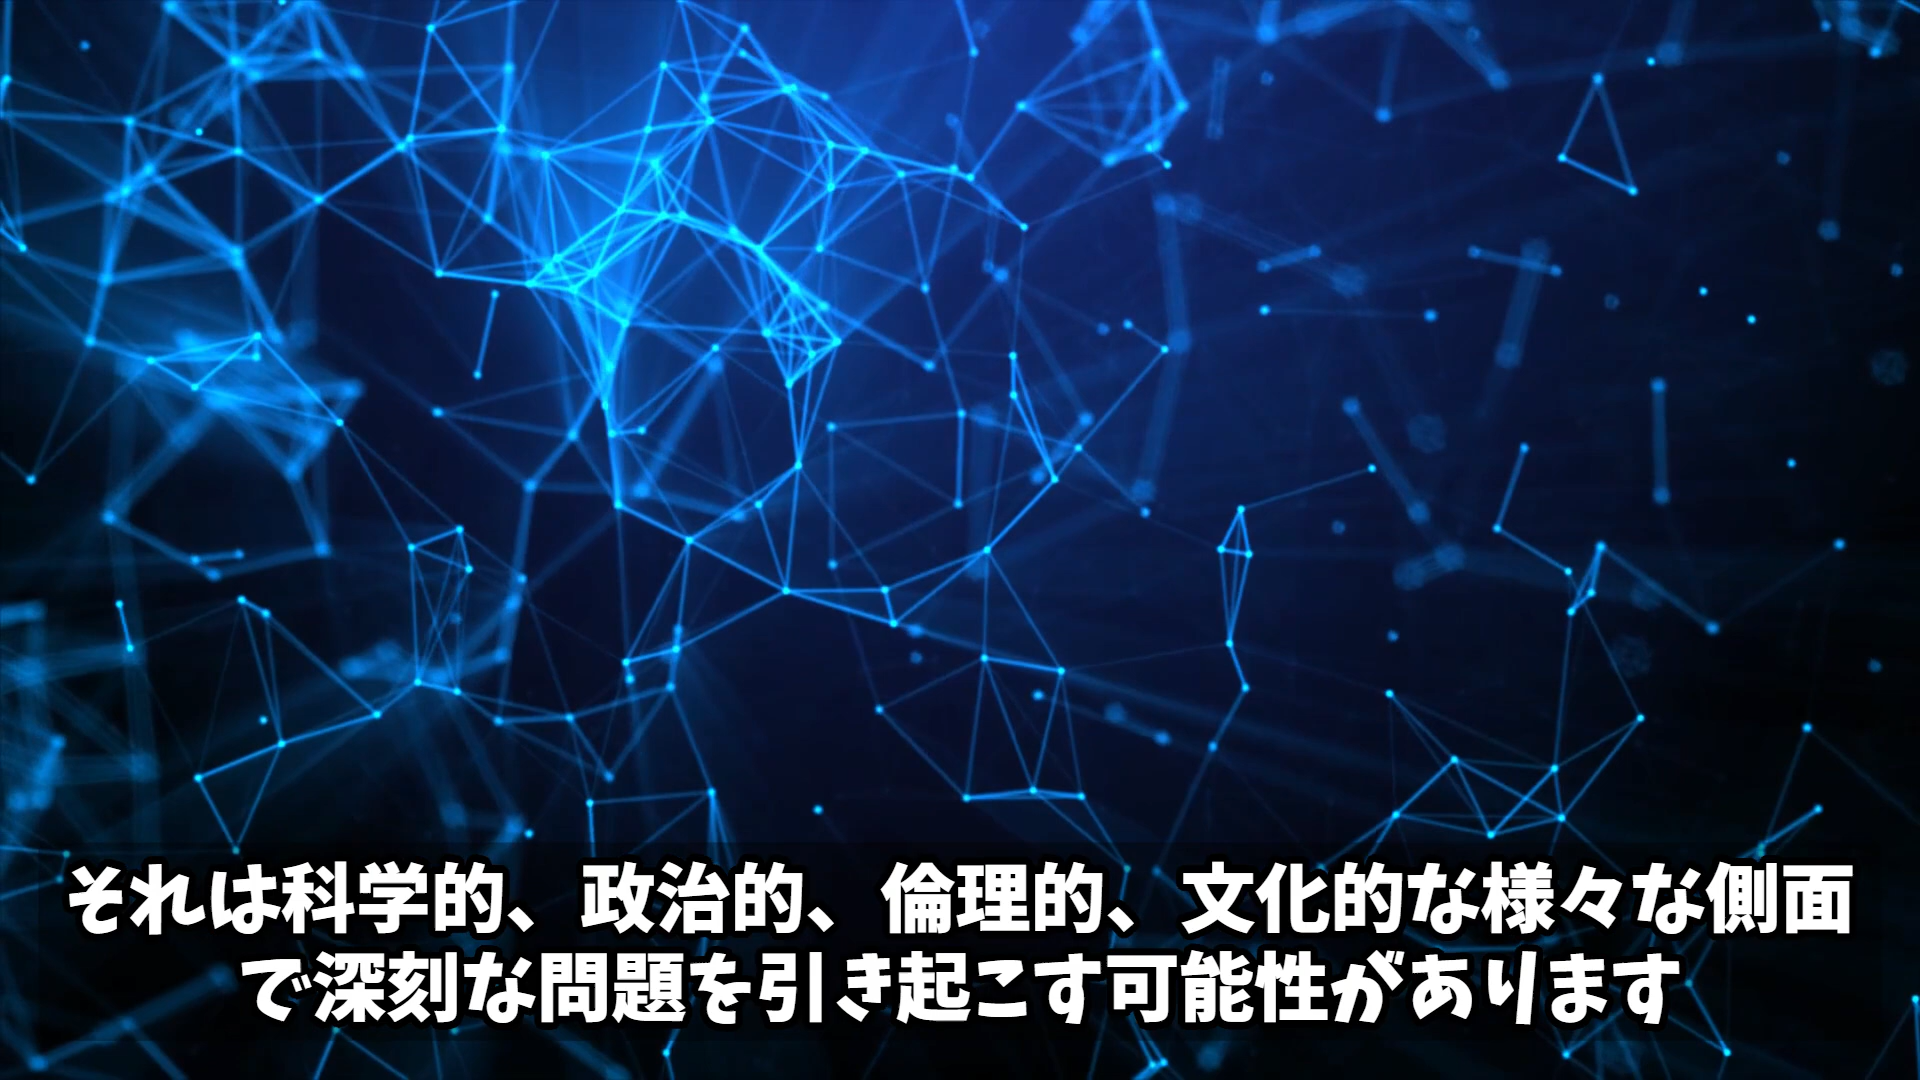 それは科学的、政治的、倫理的、文化的な様々な側面
で深刻な問題を引き起こす可能性があります